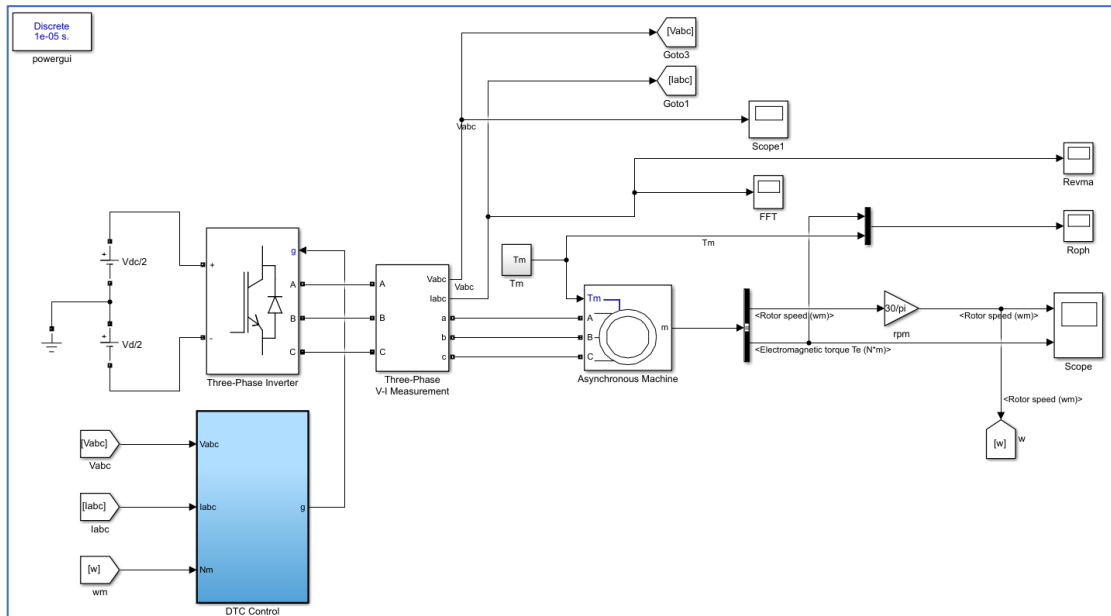 Discrete
1e-05 s.
powergui
[Vabc]
Goto3
[Iabc]
Goto1
Vabc
Scope1
Revma
FFT
Roph
Tm
Tm
Tm
Vdc/2
Vd/2
+
-
g
A
B
C
Three-Phase Inverter
A
B
C
Vabc
Iabc
a
b
c
Vabc
Three-Phase
V-I Measurement
Tm
A
B
C
m
Asynchronous Machine
<Rotor speed (wm)>
<Electromagnetic torque Te (N*m)>
30/pi
rpm
<Rotor speed (wm)>
Scope
<Rotor speed (wm)>
[w]
w
[Vabc]
Vabc
[Iabc]
Iabc
[w]
wm
Vabc
Iabc
Nm
g
DTC Control